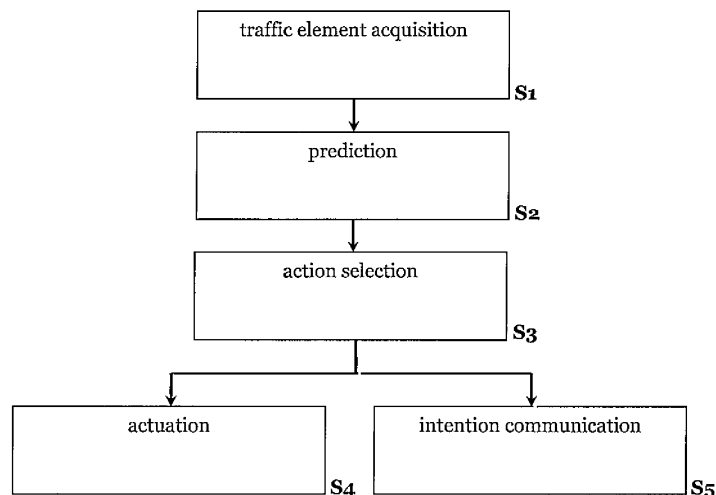 traffic element acquisition
S1
prediction
S2
action selection
S3
actuation
S4
intention communication
S5